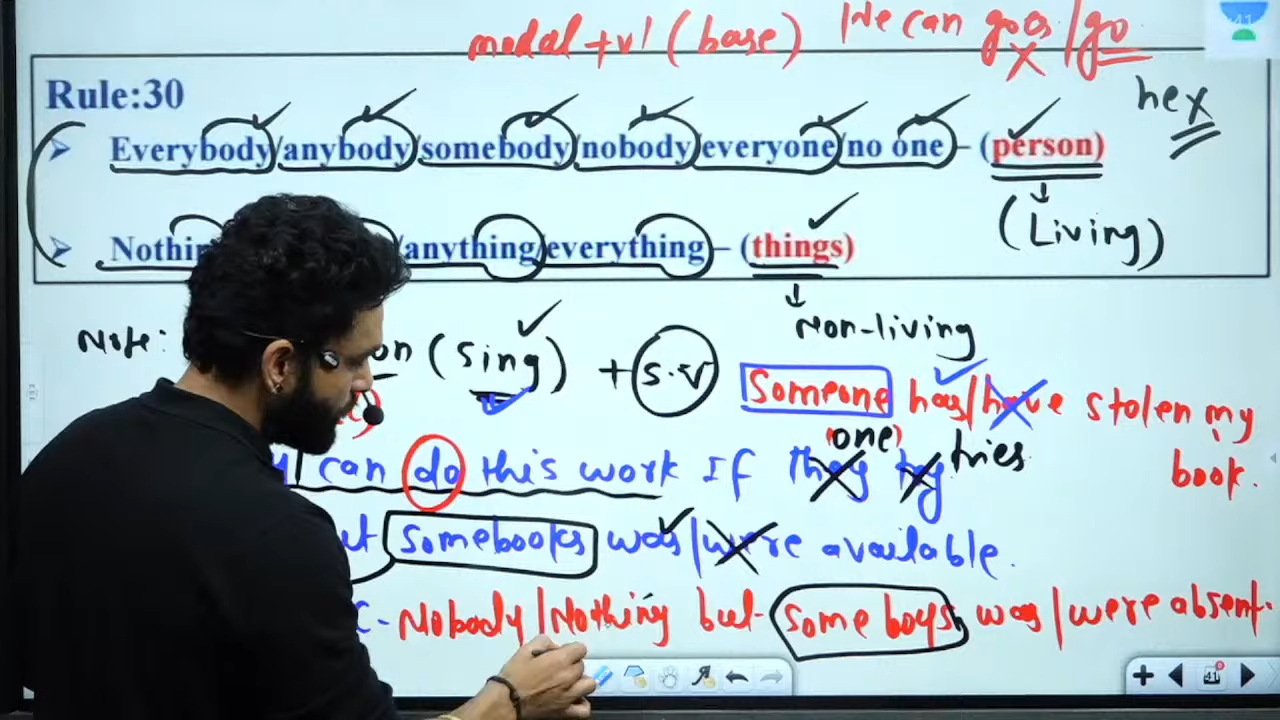 modal + v1 (base) We can goes/go
hex
Rule:30
Everybody/anybody/somebody/nobody/everyone/no one – (person)
(Living)
/anything/everything – (things)
Non-living
Note: (sing) + S.V
Someone has/have stolen my
book.
can do this work If they try
(one) tries
Somebooks was/were available.
Nobody/Nothing but some boys was/were absent.
41